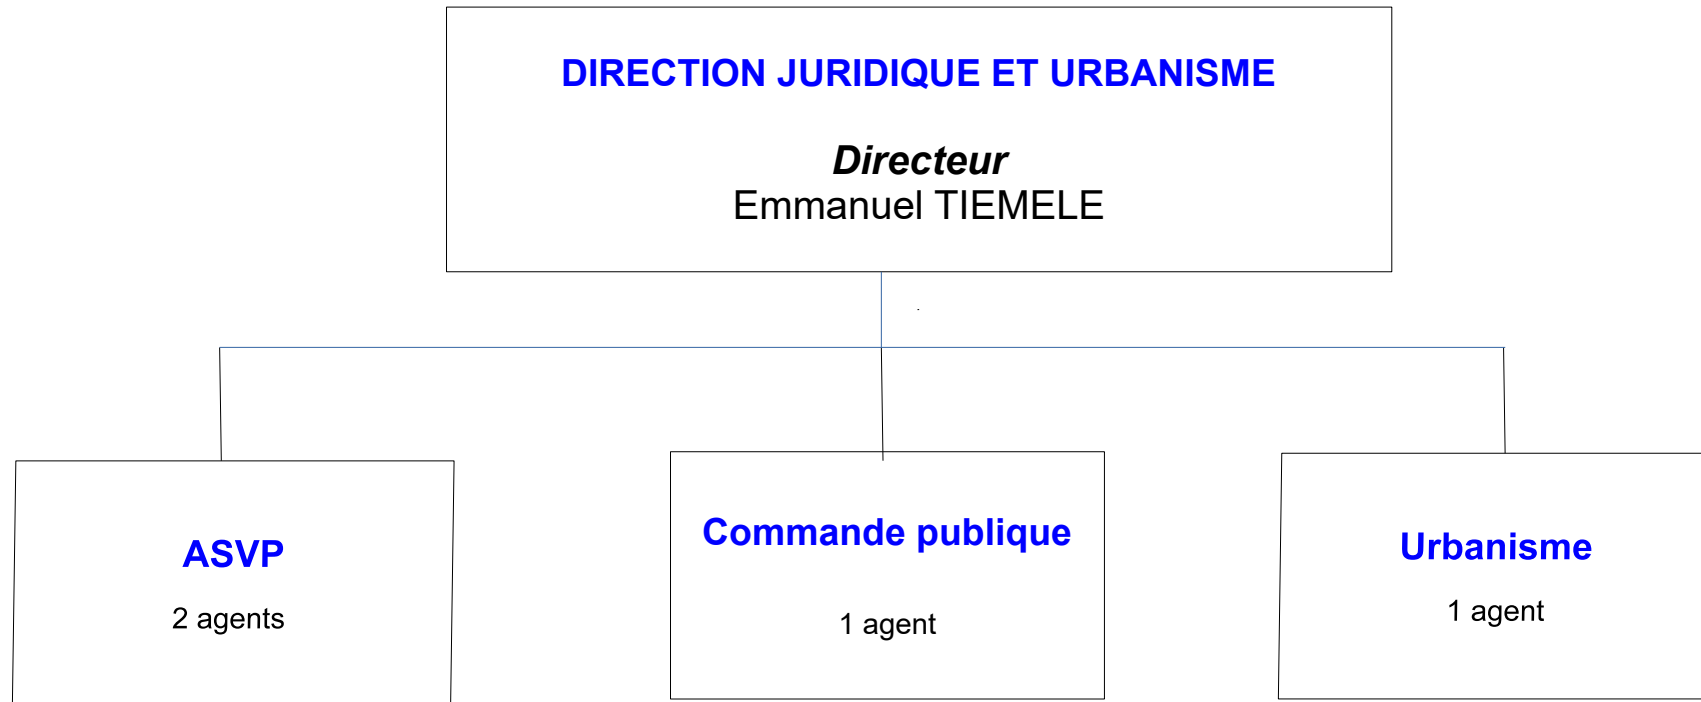 DIRECTION JURIDIQUE ET URBANISME
Directeur
Emmanuel TIEMELE
ASVP
2 agents
Commande publique
1 agent
Urbanisme
1 agent